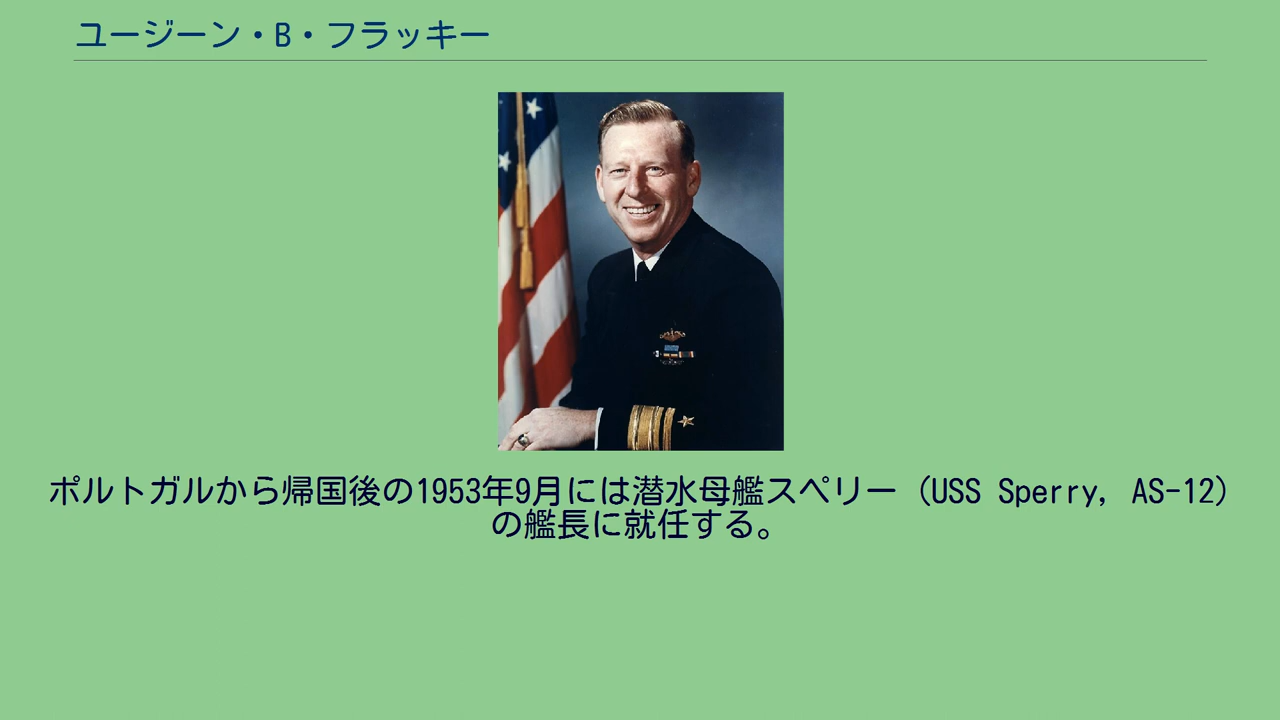 ユージーン・B・フラッキー
ポルトガルから帰国後の1953年9月には潜水母艦スペリー（USS Sperry, AS-12）
の艦長に就任する。